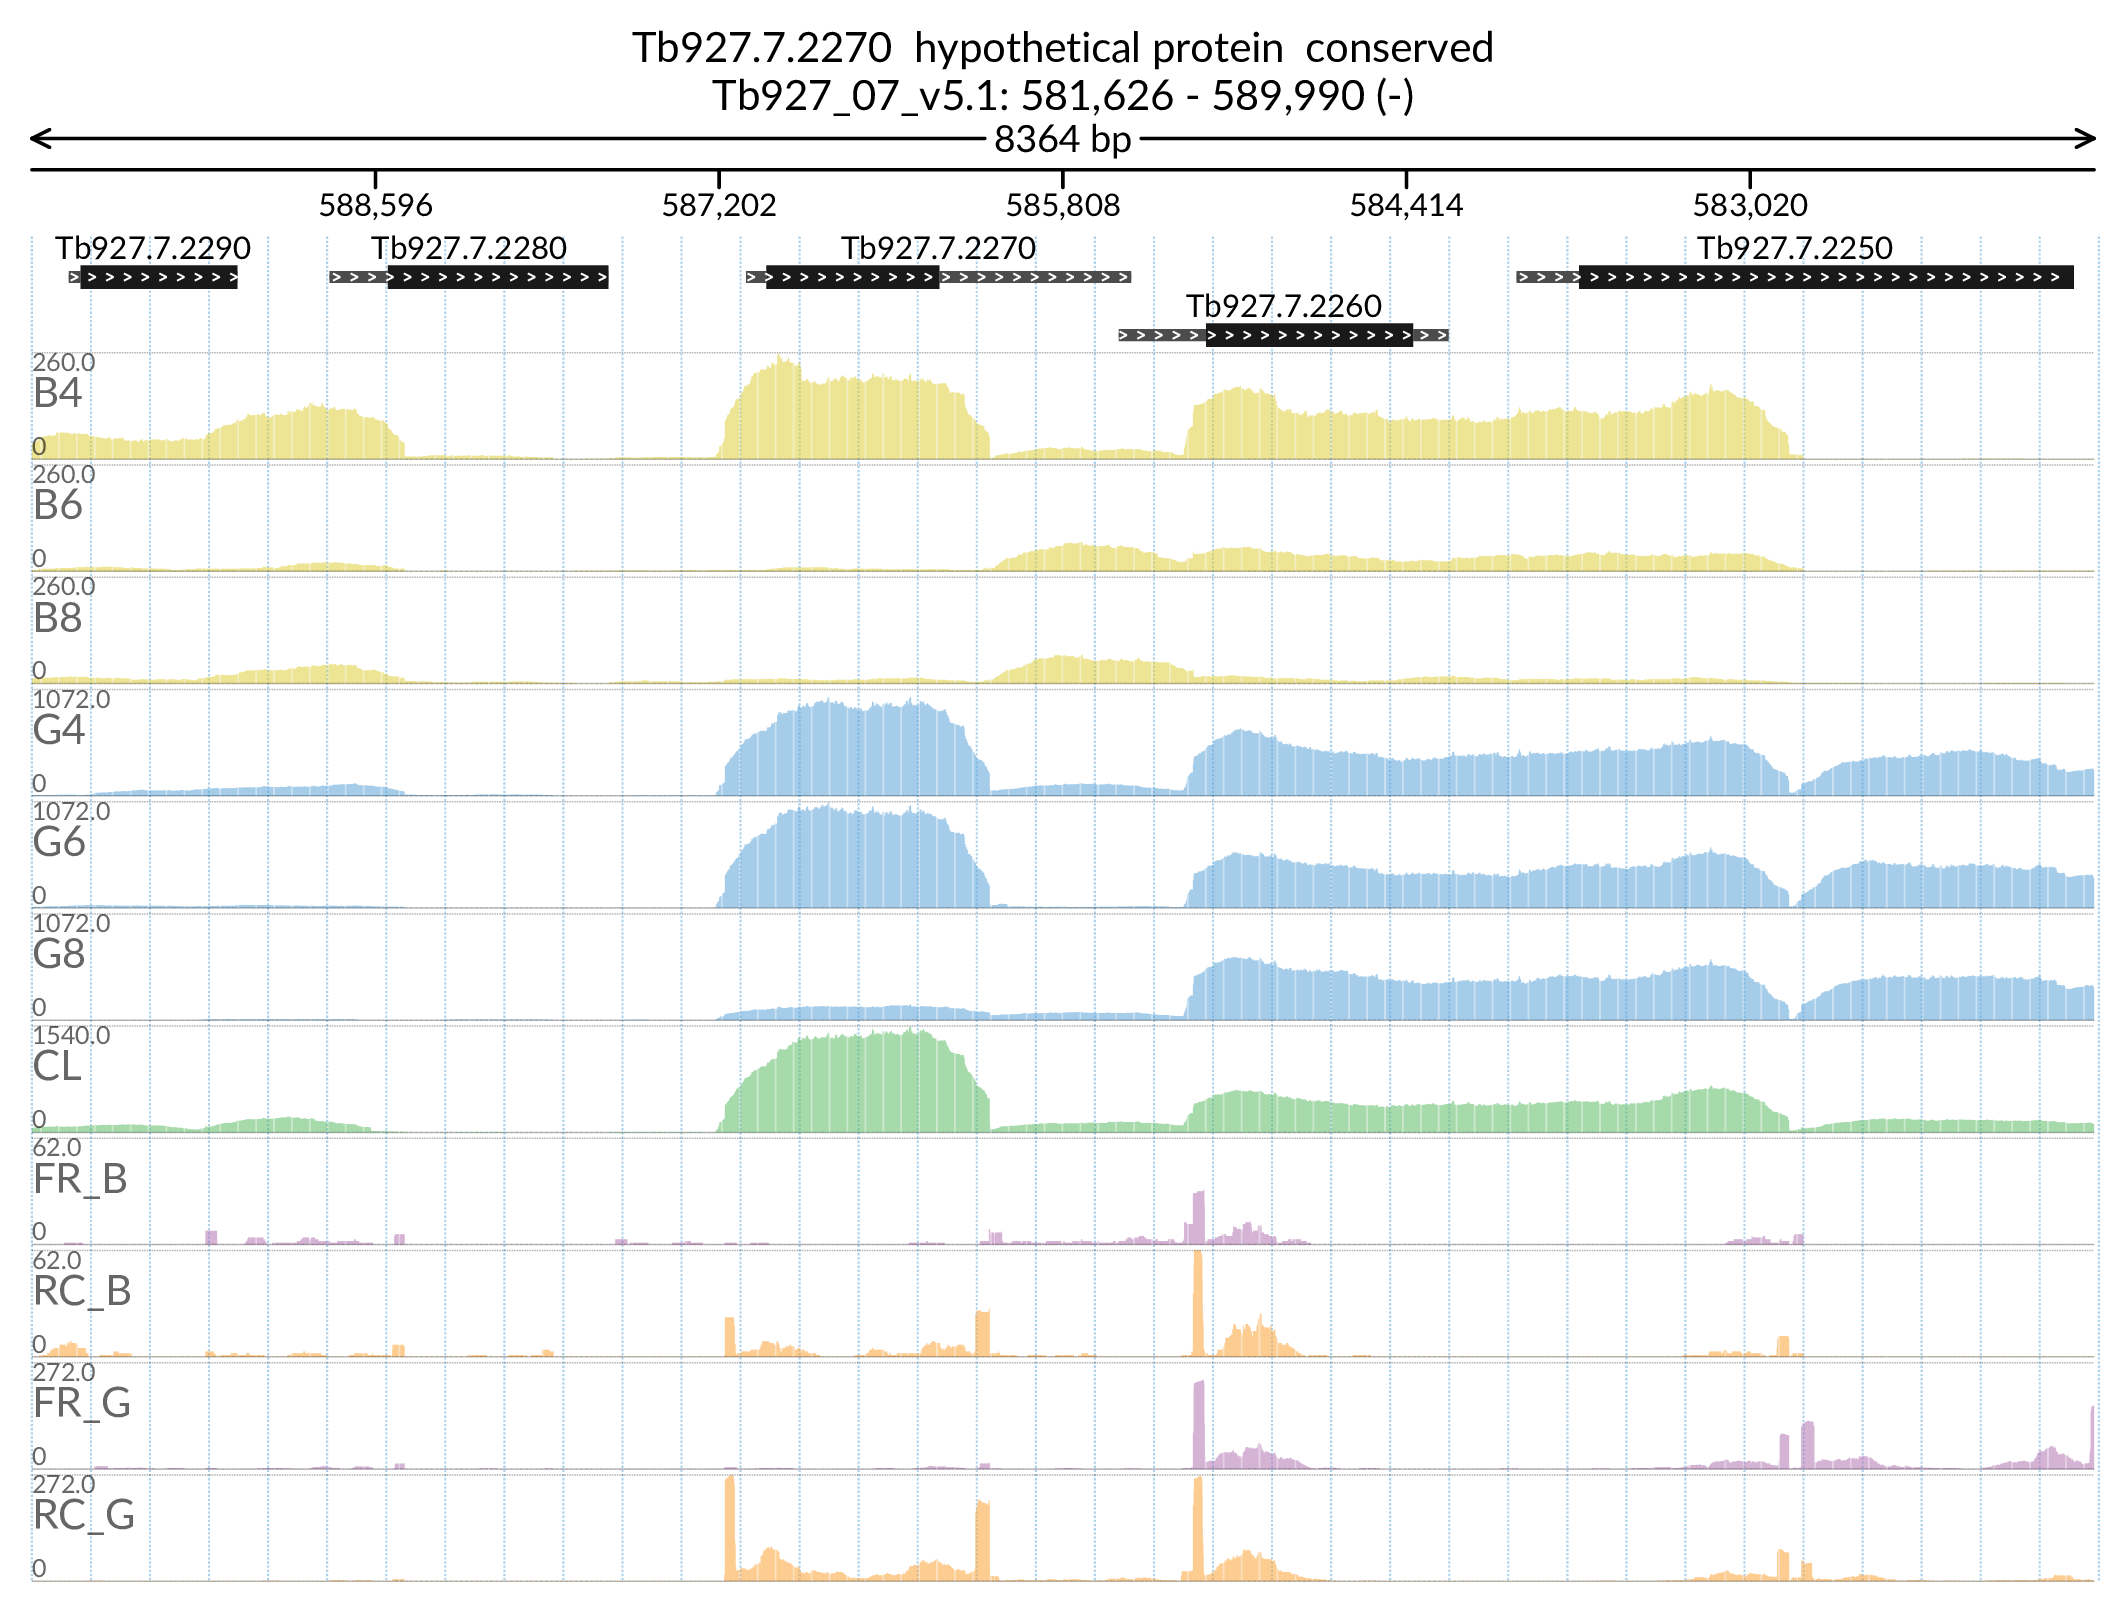 Tb927.7.2270  hypothetical protein  conserved
Tb927_07_v5.1: 581,626 - 589,990 (-)
8364 bp
588,596 587,202 585,808 584,414 583,020
Tb927.7.2290 Tb927.7.2280 Tb927.7.2270 Tb927.7.2250
Tb927.7.2260
260.0
B4
0
260.0
B6
0
260.0
B8
0
1072.0
G4
0
1072.0
G6
0
1072.0
G8
0
1540.0
CL
0
62.0
FR_B
0
62.0
RC_B
0
272.0
FR_G
0
272.0
RC_G
0